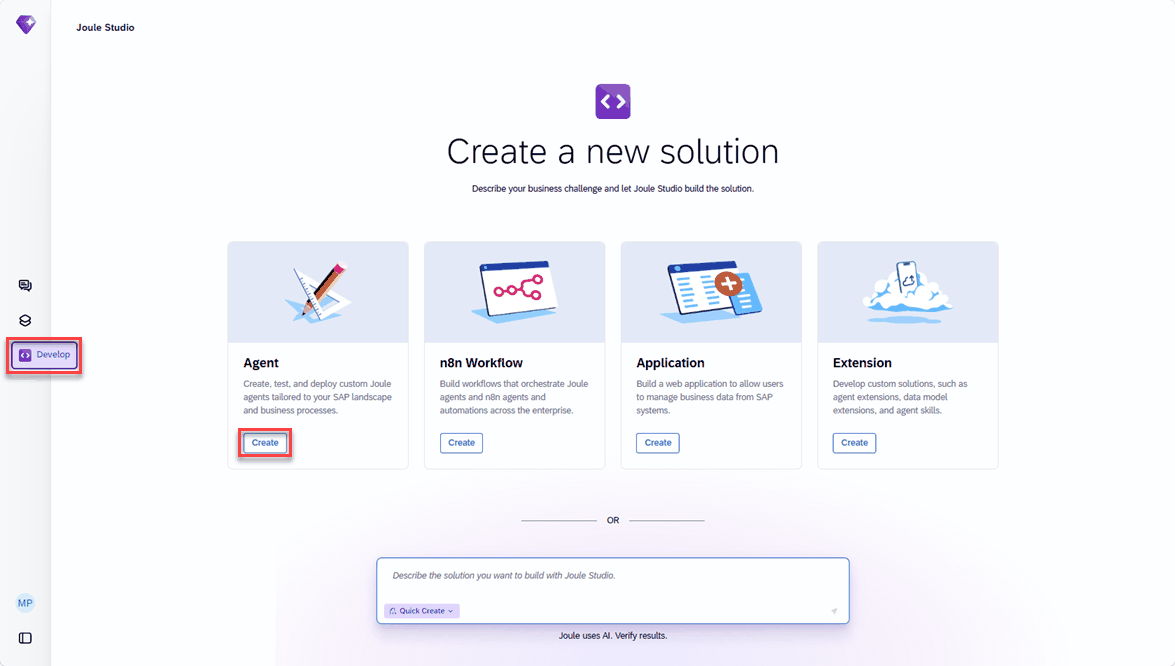 Joule Studio
Create a new solution
Describe your business challenge and let Joule Studio build the solution.
Develop
Agent
Create, test, and deploy custom Joule
agents tailored to your SAP landscape
and business processes.
Create
n8n Workflow
Build workflows that orchestrate Joule
agents and n8n agents and
automations across the enterprise.
Create
Application
Build a web application to allow users
to manage business data from SAP
systems.
Create
Extension
Develop custom solutions, such as
agent extensions, data model
extensions, and agent skills.
Create
OR
Describe the solution you want to build with Joule Studio.
Quick Create
Joule uses AI. Verify results.
MP